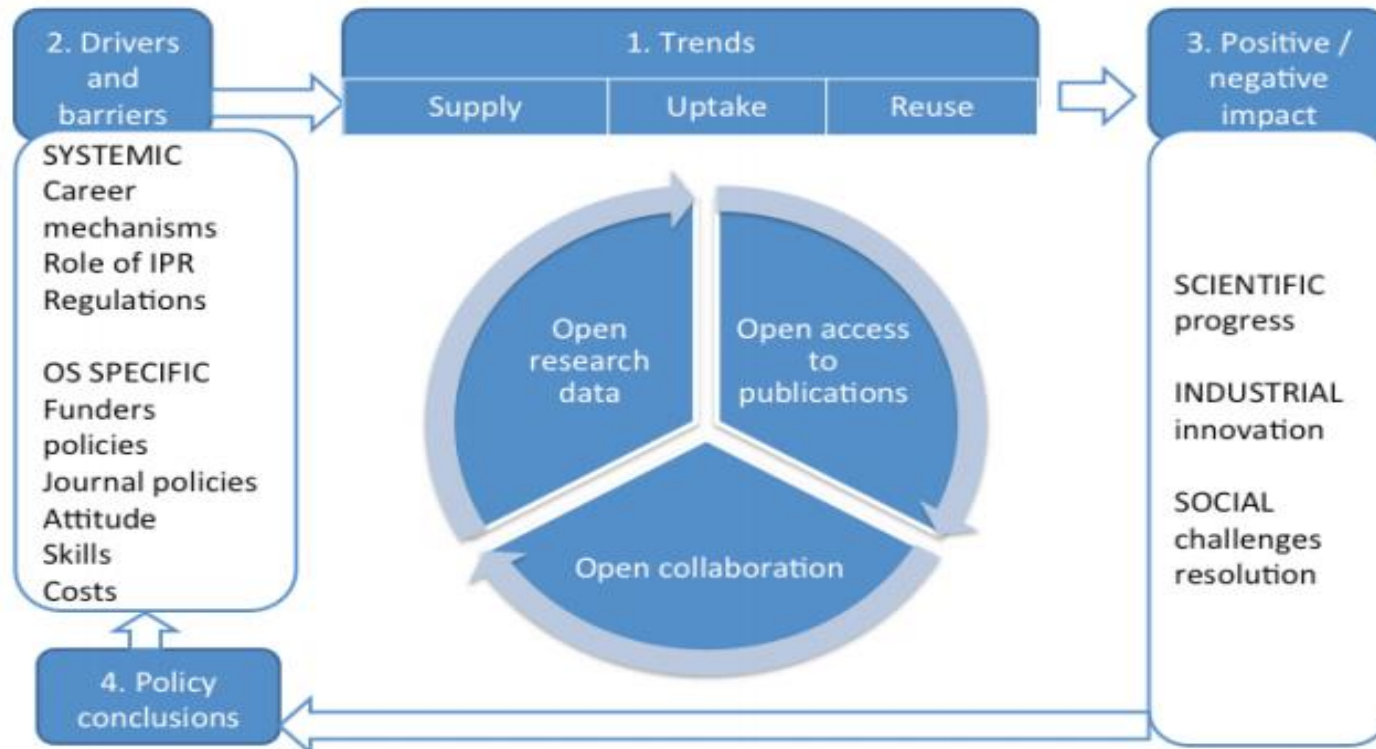 2. Drivers
and
barriers
1. Trends
Supply
Uptake
Reuse
3. Positive /
negative
impact
SYSTEMIC
Career
mechanisms
Role of IPR
Regulations
OS SPECIFIC
Funders
policies
Journal policies
Attitude
Skills
Costs
Open
research
data
Open access
to
publications
Open collaboration
SCIENTIFIC
progress
INDUSTRIAL
innovation
SOCIAL
challenges
resolution
4. Policy
conclusions